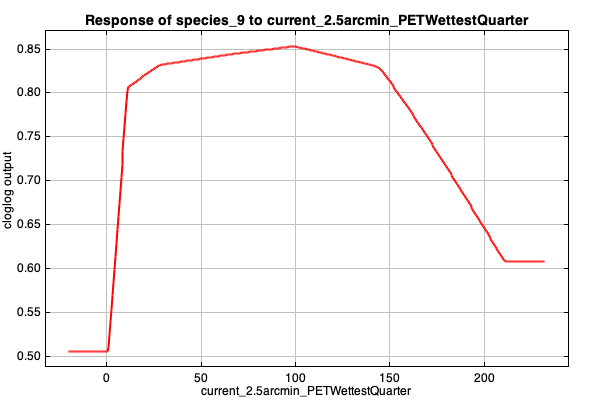 Response of species_9 to current_2.5arcmin_PETWettestQuarter
cloglog output
0.85
0.80
0.75
0.70
0.65
0.60
0.55
0.50
0 50 100 150 200
current_2.5arcmin_PETWettestQuarter